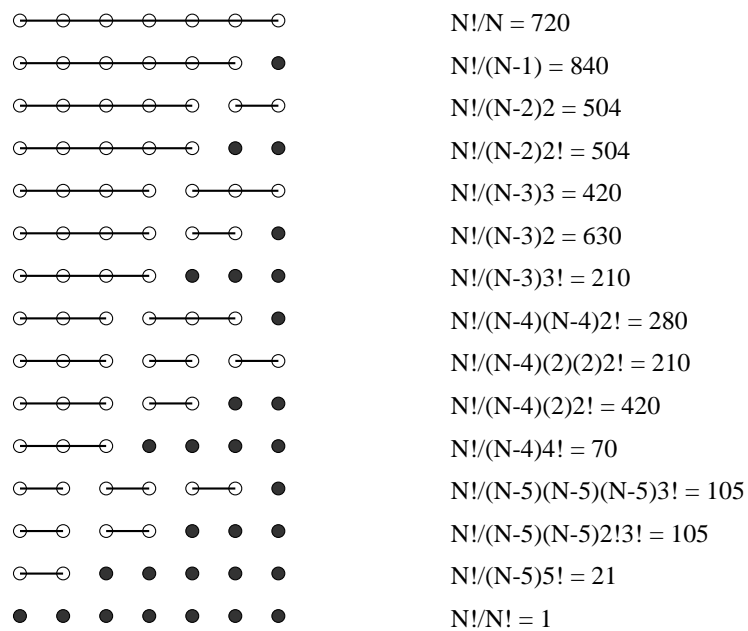 N!/N = 720
N!/(N-1) = 840
N!/(N-2)2 = 504
N!/(N-2)2! = 504
N!/(N-3)3 = 420
N!/(N-3)2 = 630
N!/(N-3)3! = 210
N!/(N-4)(N-4)2! = 280
N!/(N-4)(2)(2)2! = 210
N!/(N-4)(2)2! = 420
N!/(N-4)4! = 70
N!/(N-5)(N-5)(N-5)3! = 105
N!/(N-5)(N-5)2!3! = 105
N!/(N-5)5! = 21
N!/N! = 1